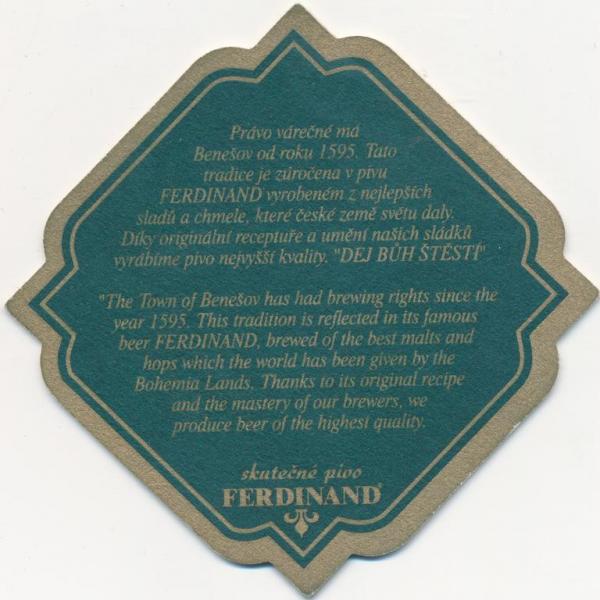 Právo várečné má
Benešov od roku 1595. Tato
tradice je zúročena v pivu
FERDINAND vyrobeném z nejlepších
sladů a chmele, které české země světu daly.
Díky originální receptuře a umění našich sládků
vyrábíme pivo nejvyšší kvality. "DEJ BŮH ŠTĚSTÍ"
"The Town of Benešov has had brewing rights since the
year 1595. This tradition is reflected in its famous
beer FERDINAND, brewed of the best malts and
hops which the world has been given by the
Bohemia Lands. Thanks to its original recipe
and the mastery of our brewers, we
produce beer of the highest quality.
skutečné pivo
FERDINAND®